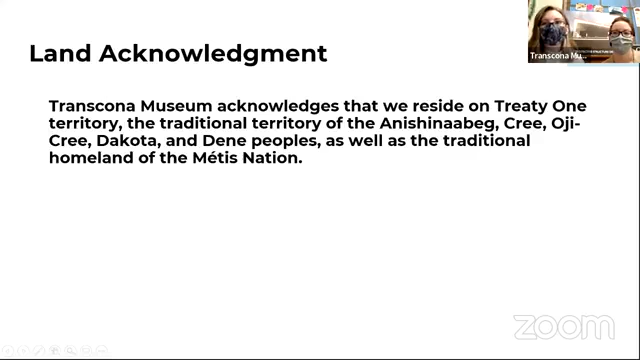 Land Acknowledgment
Transcona Museum acknowledges that we reside on Treaty One
territory, the traditional territory of the Anishinaabeg, Cree, Oji-
Cree, Dakota, and Dene peoples, as well as the traditional
homeland of the Métis Nation.
Transcona Mu...
zoom